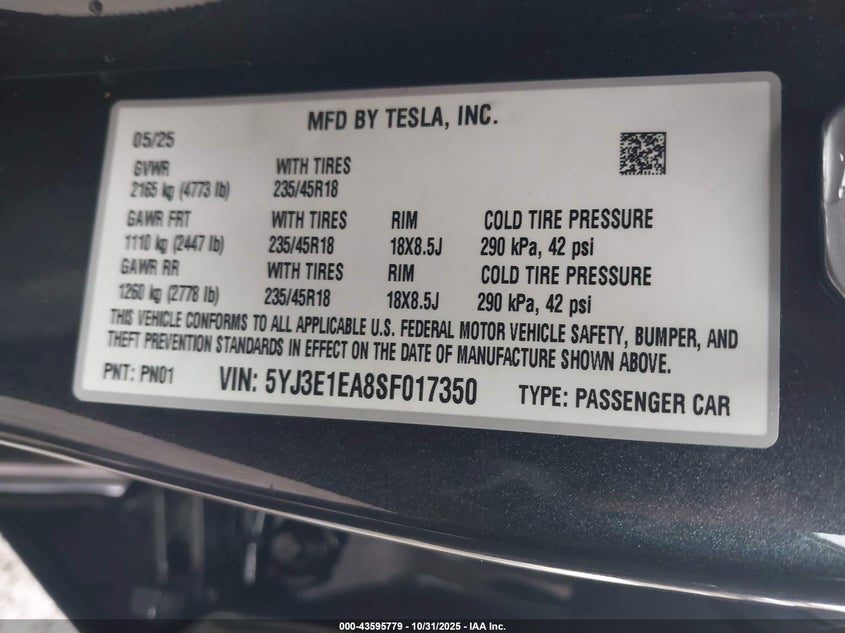 MFD BY TESLA, INC.
05/25
GVWR WITH TIRES
2165 kg (4773 lb) 235/45R18
GAWR FRT WITH TIRES RIM COLD TIRE PRESSURE
1110 kg (2447 lb) 235/45R18 18X8.5J 290 kPa, 42 psi
GAWR RR WITH TIRES RIM COLD TIRE PRESSURE
1260 kg (2778 lb) 235/45R18 18X8.5J 290 kPa, 42 psi
THIS VEHICLE CONFORMS TO ALL APPLICABLE U.S. FEDERAL MOTOR VEHICLE SAFETY, BUMPER, AND
THEFT PREVENTION STANDARDS IN EFFECT ON THE DATE OF MANUFACTURE SHOWN ABOVE.
PNT: PN01 VIN: 5YJ3E1EA8SF017350 TYPE: PASSENGER CAR
000-43595779 - 10/31/2025 - IAA Inc.